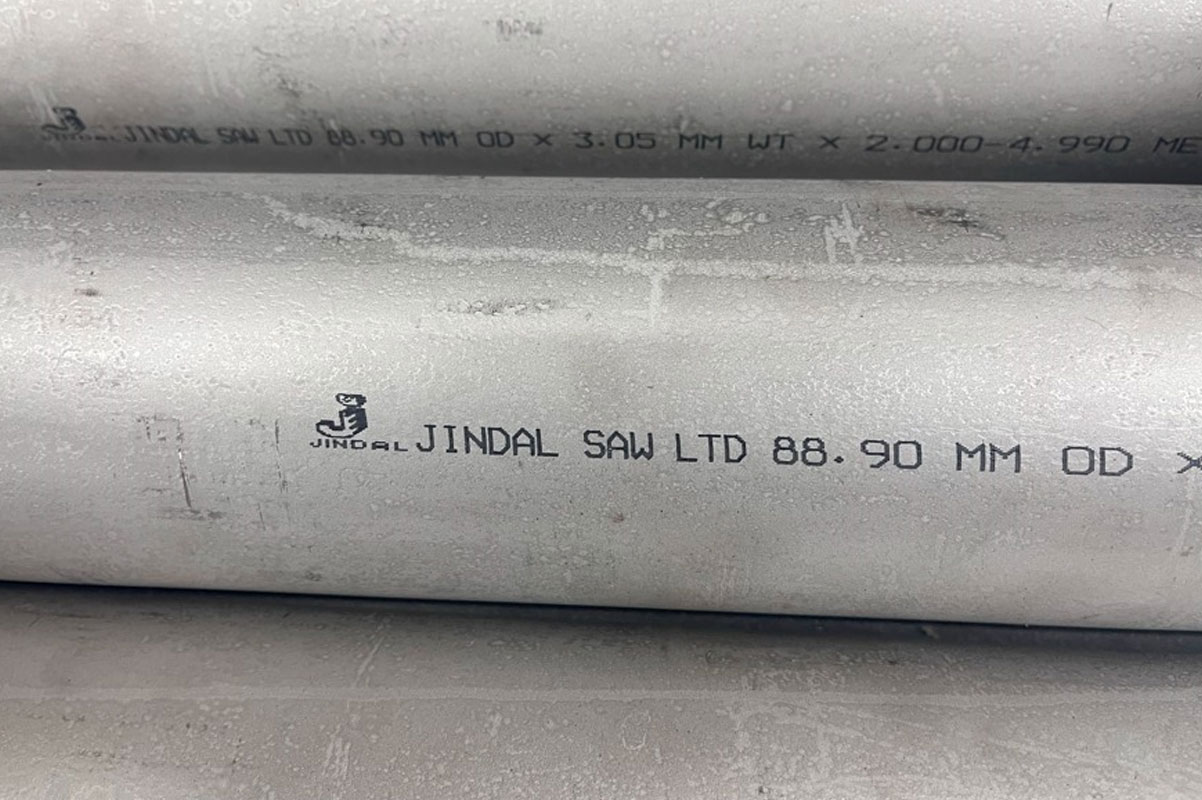 JINDAL SAW LTD 88.90 MM OD x 3.05 MM WT x 2.000-4.990 ME
JINDAL JINDAL SAW LTD 88.90 MM OD x